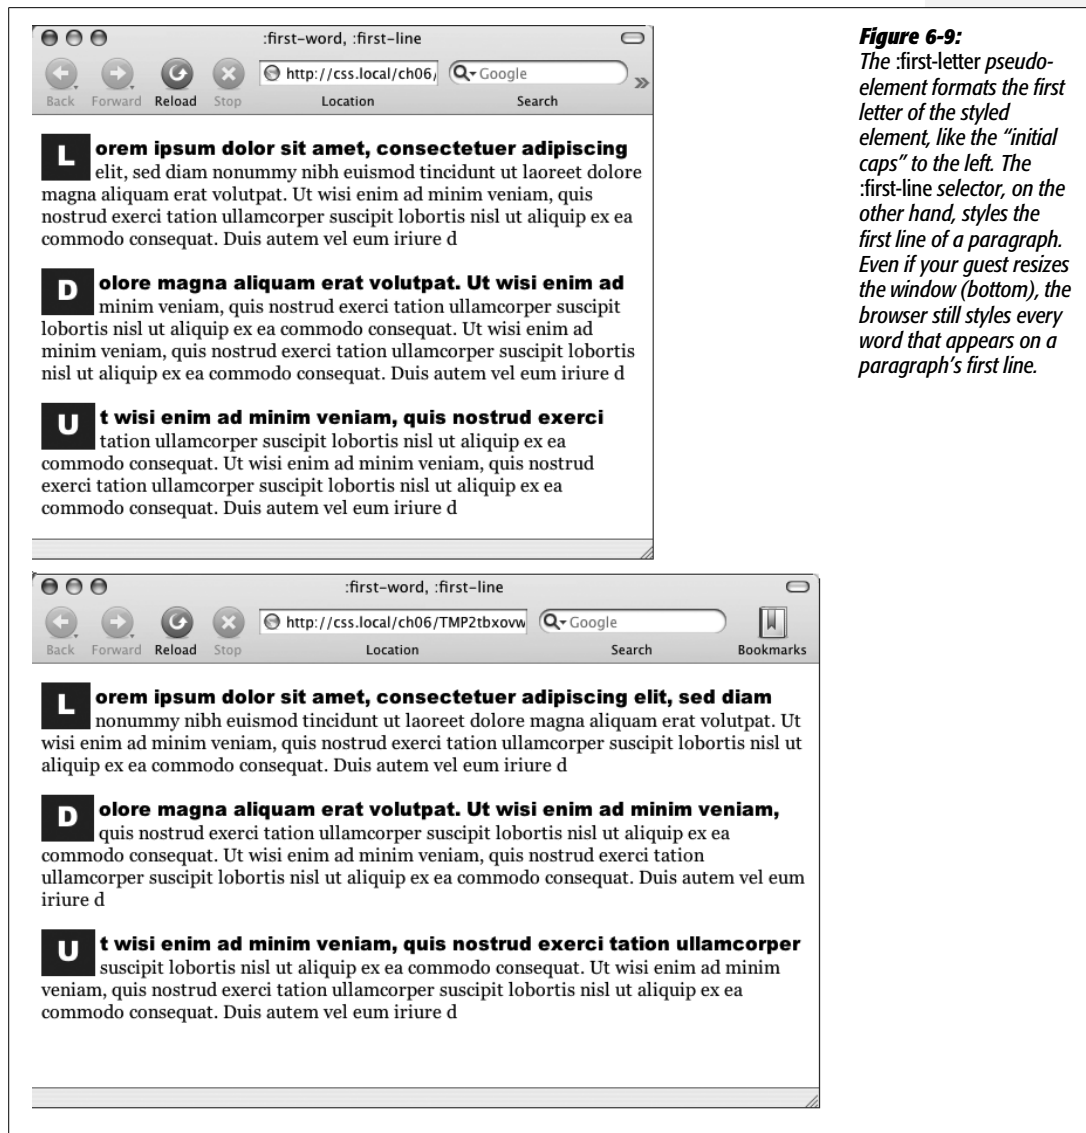 :first-word, :first-line
http://css.local/ch06/
Google
Back Forward Reload Stop Location Search
L orem ipsum dolor sit amet, consectetuer adipiscing
elit, sed diam nonummy nibh euismod tincidunt ut laoreet dolore
magna aliquam erat volutpat. Ut wisi enim ad minim veniam, quis
nostrud exerci tation ullamcorper suscipit lobortis nisl ut aliquip ex ea
commodo consequat. Duis autem vel eum iriure d
D olore magna aliquam erat volutpat. Ut wisi enim ad
minim veniam, quis nostrud exerci tation ullamcorper suscipit
lobortis nisl ut aliquip ex ea commodo consequat. Ut wisi enim ad
minim veniam, quis nostrud exerci tation ullamcorper suscipit lobortis
nisl ut aliquip ex ea commodo consequat. Duis autem vel eum iriure d
U t wisi enim ad minim veniam, quis nostrud exerci
tation ullamcorper suscipit lobortis nisl ut aliquip ex ea
commodo consequat. Ut wisi enim ad minim veniam, quis nostrud
exerci tation ullamcorper suscipit lobortis nisl ut aliquip ex ea
commodo consequat. Duis autem vel eum iriure d
:first-word, :first-line
http://css.local/ch06/TMP2tbxovw
Google
Back Forward Reload Stop Location Search Bookmarks
L orem ipsum dolor sit amet, consectetuer adipiscing elit, sed diam
nonummy nibh euismod tincidunt ut laoreet dolore magna aliquam erat volutpat. Ut
wisi enim ad minim veniam, quis nostrud exerci tation ullamcorper suscipit lobortis nisl ut
aliquip ex ea commodo consequat. Duis autem vel eum iriure d
D olore magna aliquam erat volutpat. Ut wisi enim ad minim veniam,
quis nostrud exerci tation ullamcorper suscipit lobortis nisl ut aliquip ex ea
commodo consequat. Ut wisi enim ad minim veniam, quis nostrud exerci tation
ullamcorper suscipit lobortis nisl ut aliquip ex ea commodo consequat. Duis autem vel eum
iriure d
U t wisi enim ad minim veniam, quis nostrud exerci tation ullamcorper
suscipit lobortis nisl ut aliquip ex ea commodo consequat. Ut wisi enim ad minim
veniam, quis nostrud exerci tation ullamcorper suscipit lobortis nisl ut aliquip ex ea
commodo consequat. Duis autem vel eum iriure d
Figure 6-9:
The :first-letter pseudo-
element formats the first
letter of the styled
element, like the “initial
caps” to the left. The
:first-line selector, on the
other hand, styles the
first line of a paragraph.
Even if your guest resizes
the window (bottom), the
browser still styles every
word that appears on a
paragraph’s first line.